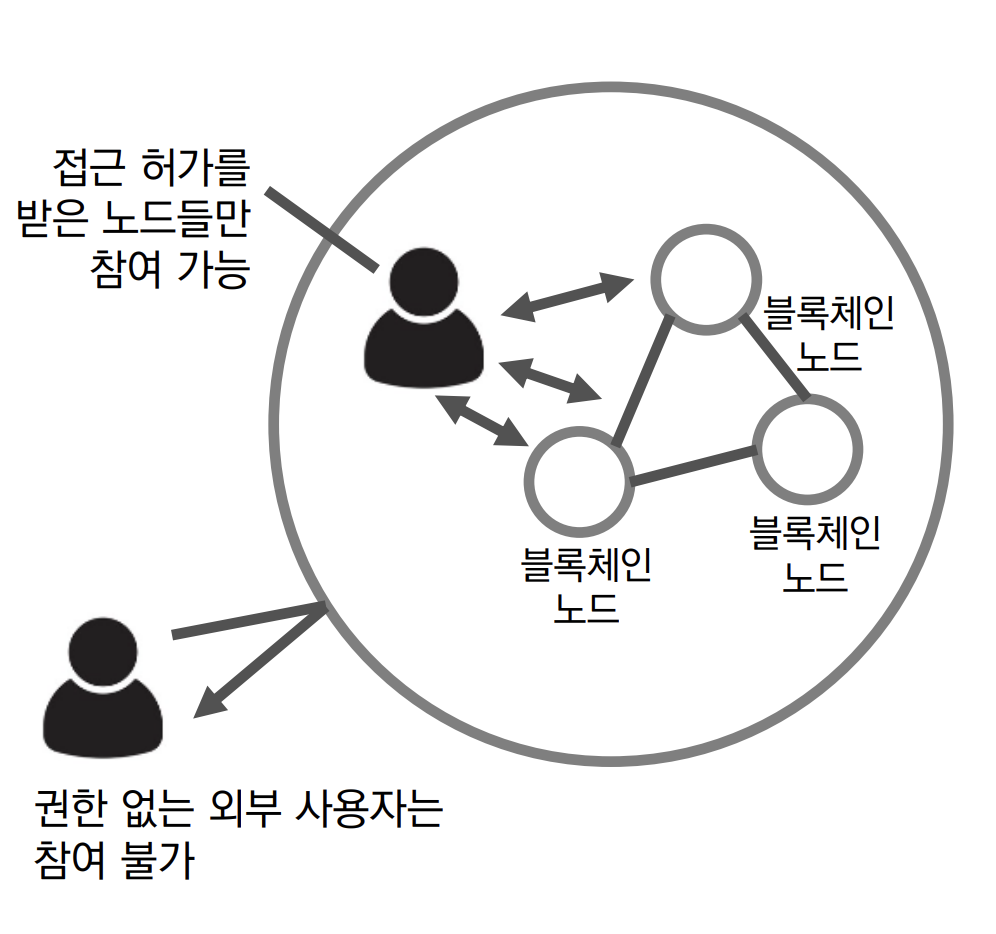 접근 허가를
받은 노드들만
참여 가능
블록체인
노드
블록체인
노드
블록체인
노드
권한 없는 외부 사용자는
참여 불가